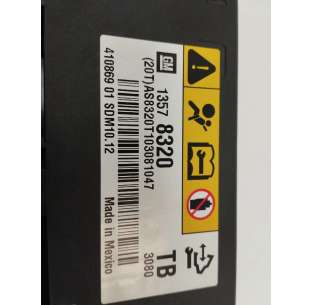 GM
1357 8320 TB
(20T)AS8320T103081047 3080
410869 01 SDM10.12 Made in Mexico